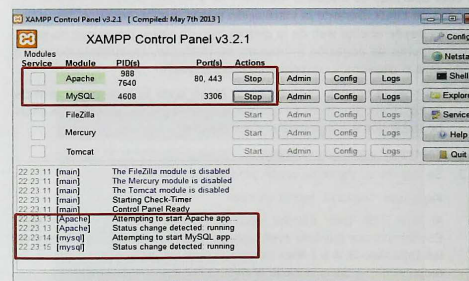 XAMPP Control Panel v3.2.1 [ Compiled: May 7th 2013 ]
XAMPP Control Panel v3.2.1
Modules
Service Module PID(s) Port(s) Actions
Apache 988 7640 80, 443 Stop Admin Config Logs
MySQL 4608 3306 Stop Admin Config Logs
FileZilla Start Admin Config Logs
Mercury Start Admin Config Logs
Tomcat Start Admin Config Logs
Config
Netsta
Shell
Explore
Service
Help
Quit
22:23:11 [main] The FileZilla module is disabled
22:23:11 [main] The Mercury module is disabled
22:23:11 [main] The Tomcat module is disabled
22:23:11 [main] Starting Check-Timer
22:23:11 [main] Control Panel Ready
22:23:13 [Apache] Attempting to start Apache app...
22:23:13 [Apache] Status change detected: running
22:23:14 [mysql] Attempting to start MySQL app...
22:23:15 [mysql] Status change detected: running